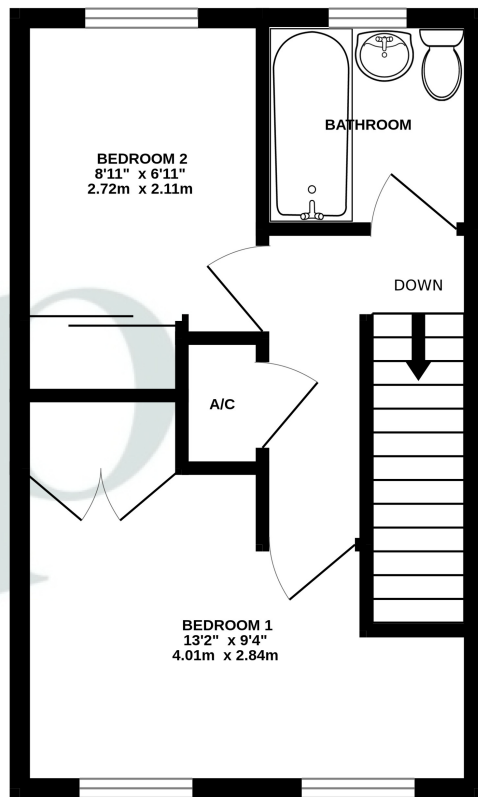 BATHROOM
BEDROOM 2
8'11" x 6'11"
2.72m x 2.11m
DOWN
A/C
BEDROOM 1
13'2" x 9'4"
4.01m x 2.84m